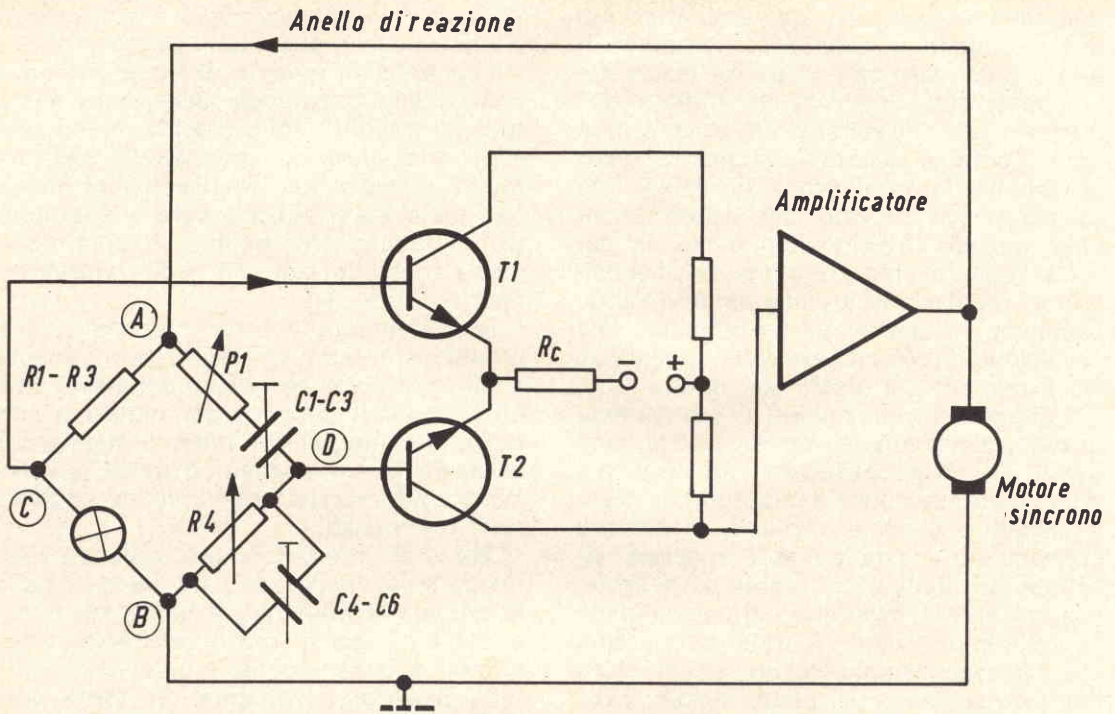 Anello di reazione
Amplificatore
T1
A
P1
R1-R3
Rc
-
+
C1-C3
D
T2
C
R4
Motore
sincrono
B
C4-C6